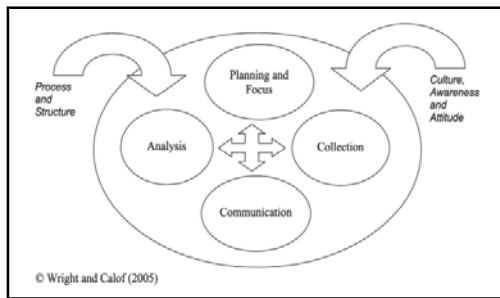 Process
and
Structure
Planning and
Focus
Culture,
Awareness
and
Attitude
Analysis
Collection
Communication
© Wright and Calof (2005)